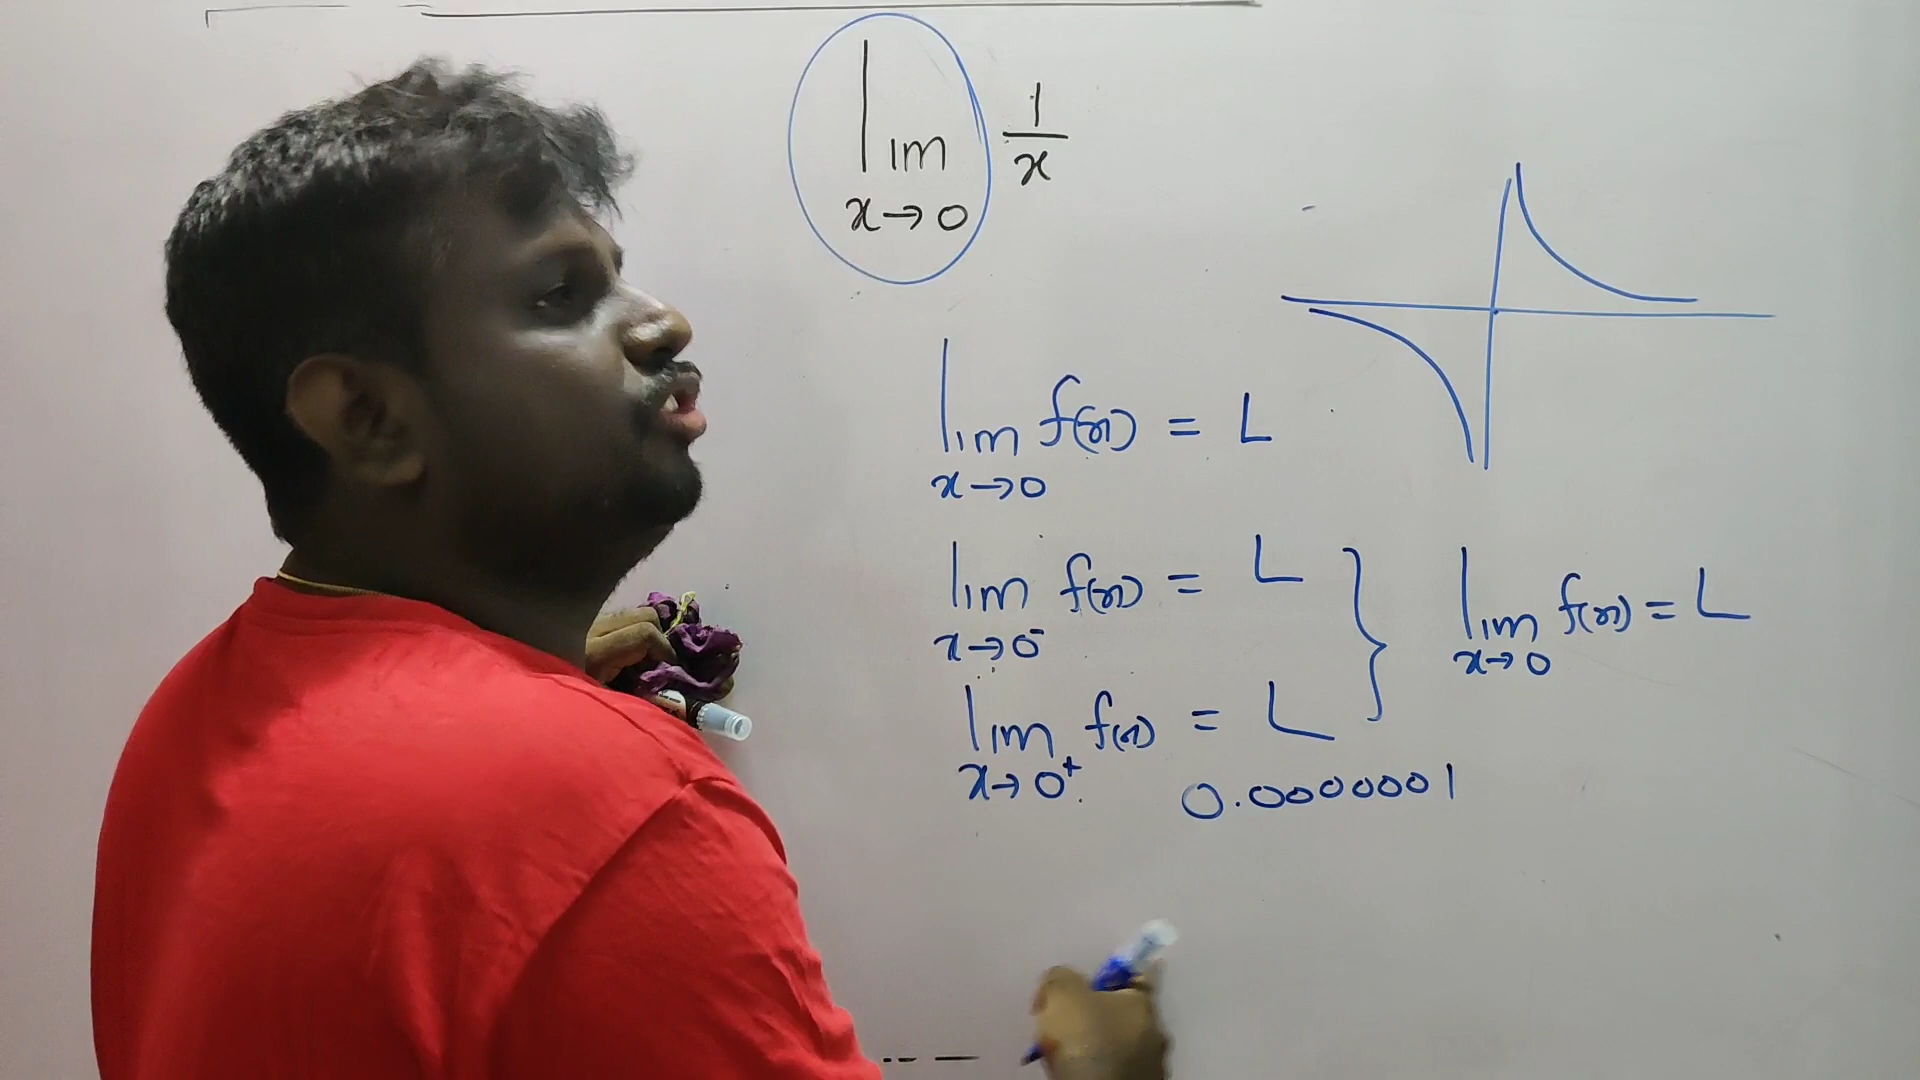 lim 1/x
x→0
lim f(x) = L
x→0
lim f(x) = L
x→0⁻
lim f(x) = L
x→0
lim f(x) = L
x→0⁺
0.0000001